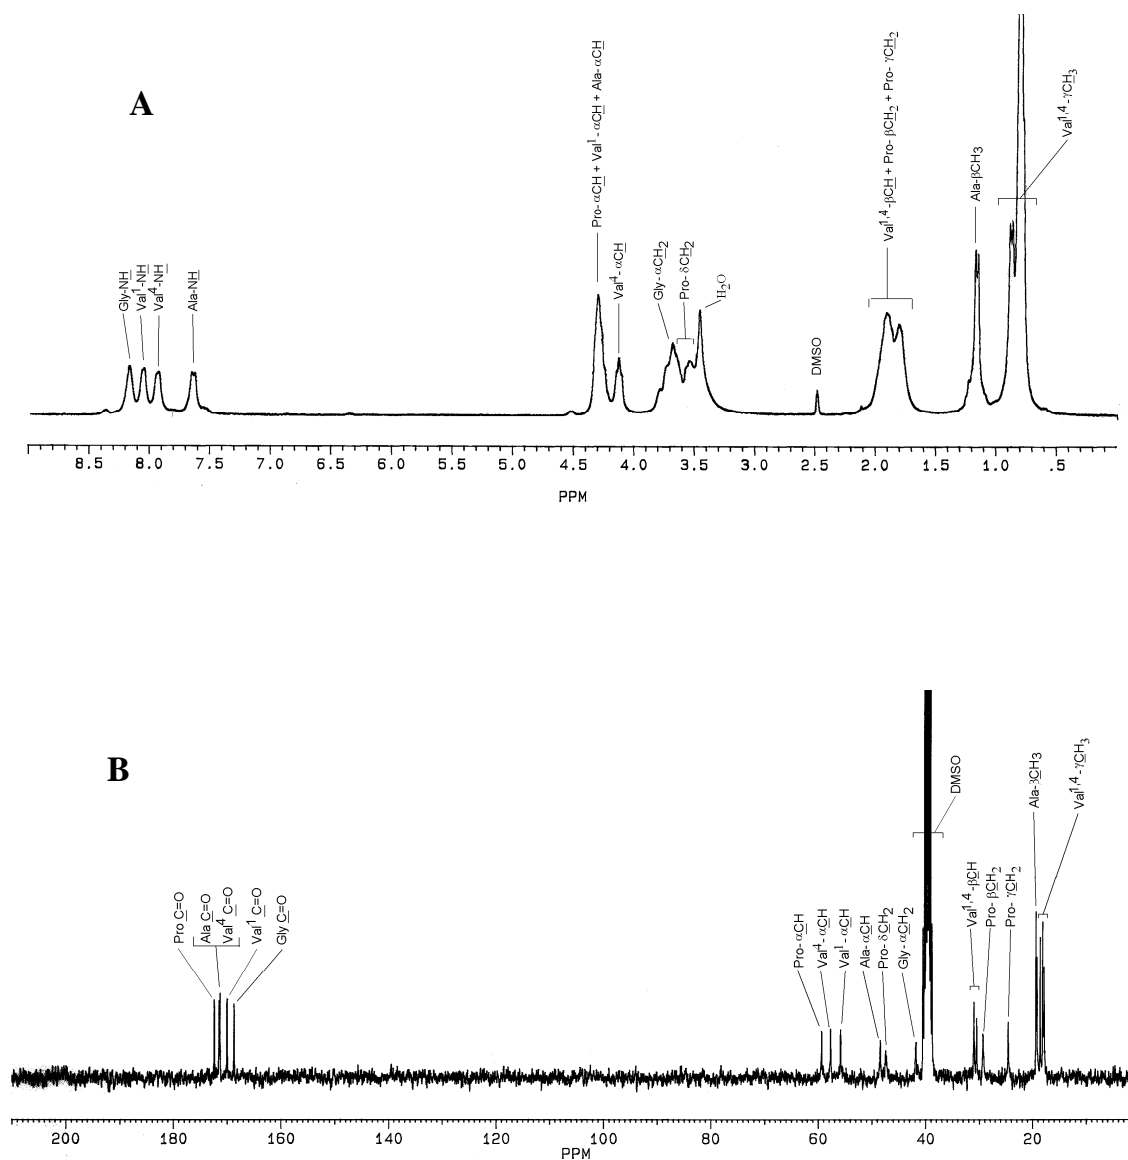 A
Gly-NH
Val1-NH
Val4-NH
Ala-NH
Pro-αCH + Val1-αCH + Ala-αCH
Val4-αCH
Gly-αCH2
Pro-δCH2
H2O
DMSO
Val1,4-βCH + Pro-βCH2 + Pro-γCH2
Ala-βCH3
Val1,4-γCH3
8.5 8.0 7.5 7.0 6.5 6.0 5.5 5.0 4.5 4.0 3.5 3.0 2.5 2.0 1.5 1.0 .5
PPM
B
Pro C=O
Ala C=O
Val4 C=O
Val1 C=O
Gly C=O
Pro-αCH
Val4-αCH
Val1-αCH
Ala-αCH
Pro-δCH2
Gly-αCH2
DMSO
Val1,4-βCH
Pro-βCH2
Pro-γCH2
Ala-βCH3
Val1,4-γCH3
200 180 160 140 120 100 80 60 40 20
PPM